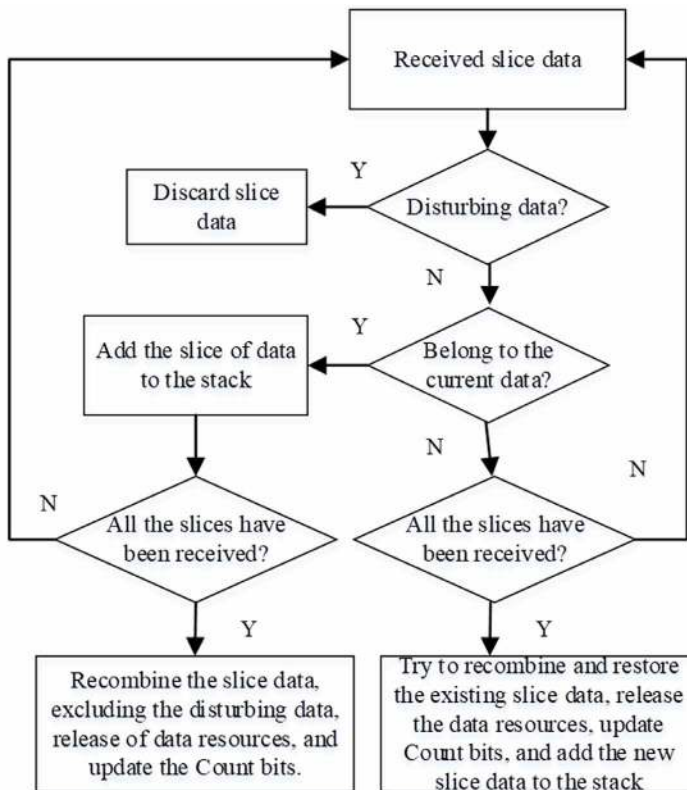 Received slice data
Y
Discard slice
data
Disturbing data?
N
Y
Add the slice of data
to the stack
Belong to the
current data?
N
N
N
All the slices have
been received?
All the slices have
been received?
Y
Y
Recombine the slice data,
excluding the disturbing data,
release of data resources, and
update the Count bits.
Try to recombine and restore
the existing slice data, release
the data resources, update
Count bits, and add the new
slice data to the stack